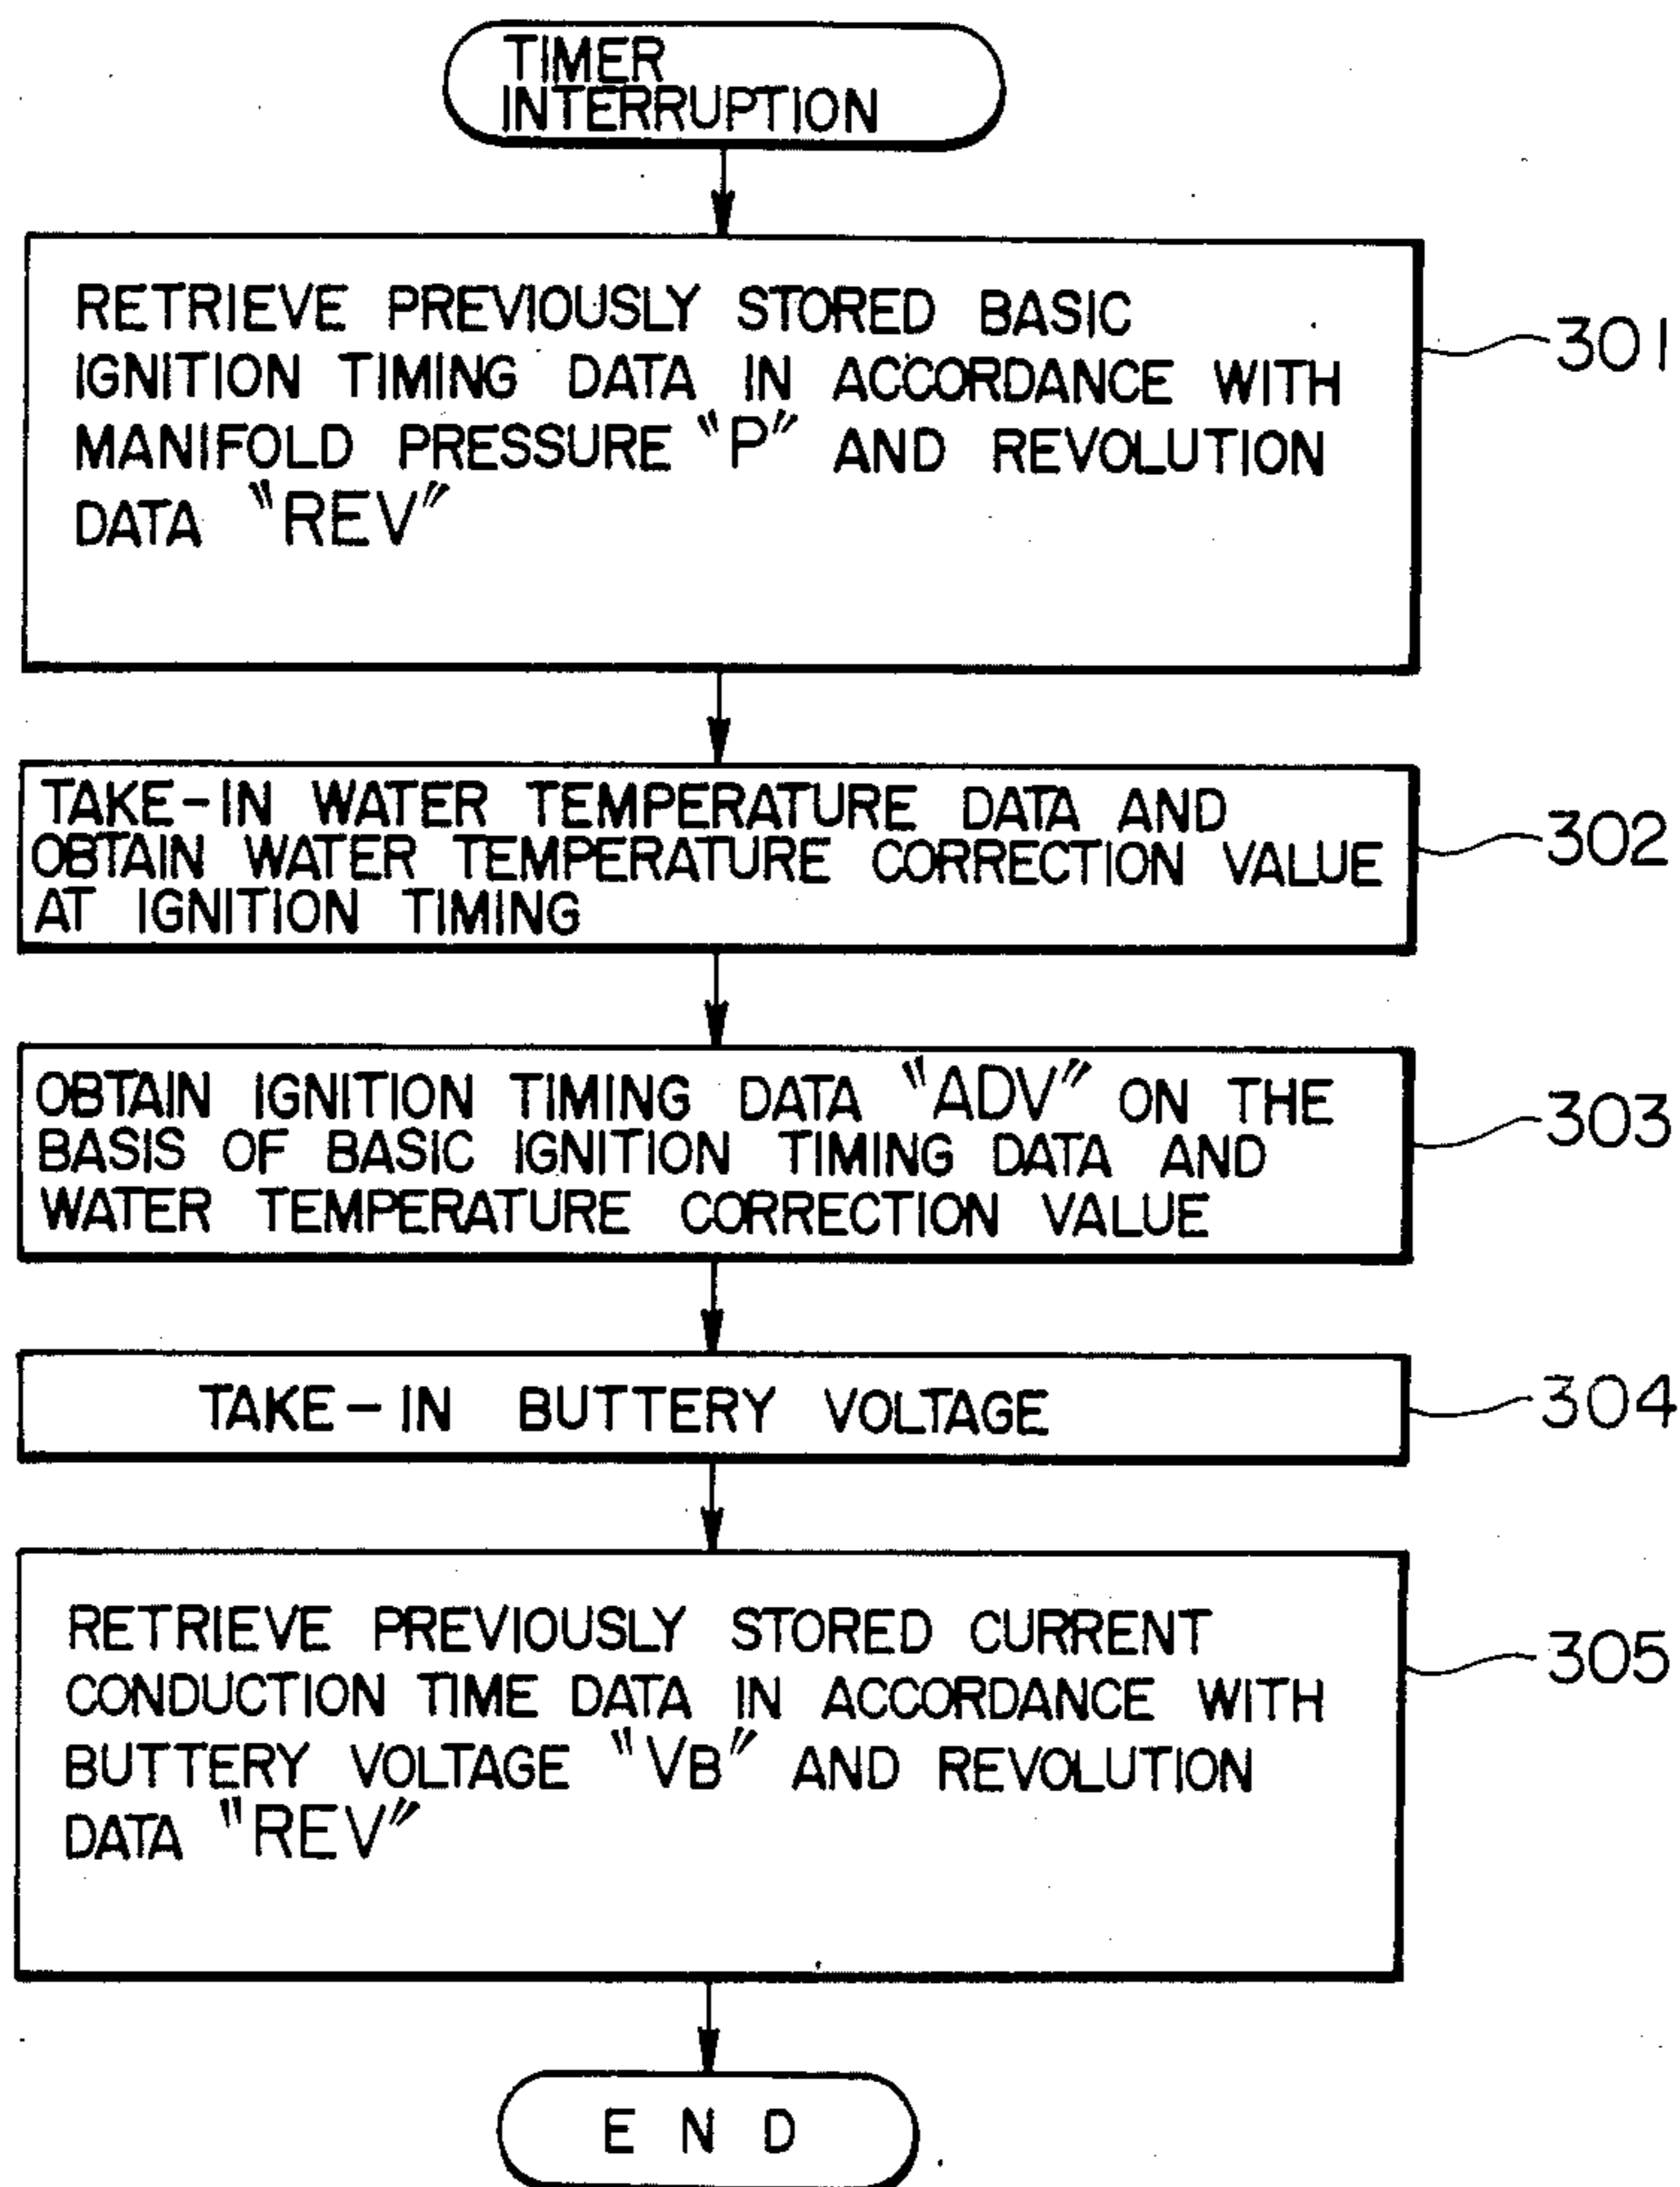 TIMER
INTERRUPTION
RETRIEVE PREVIOUSLY STORED BASIC
IGNITION TIMING DATA IN ACCORDANCE WITH
MANIFOLD PRESSURE "P" AND REVOLUTION
DATA "REV"
301
TAKE-IN WATER TEMPERATURE DATA AND
OBTAIN WATER TEMPERATURE CORRECTION VALUE
AT IGNITION TIMING
302
OBTAIN IGNITION TIMING DATA "ADV" ON THE
BASIS OF BASIC IGNITION TIMING DATA AND
WATER TEMPERATURE CORRECTION VALUE
303
TAKE-IN BUTTERY VOLTAGE
304
RETRIEVE PREVIOUSLY STORED CURRENT
CONDUCTION TIME DATA IN ACCORDANCE WITH
BUTTERY VOLTAGE "VB" AND REVOLUTION
DATA "REV"
305
END